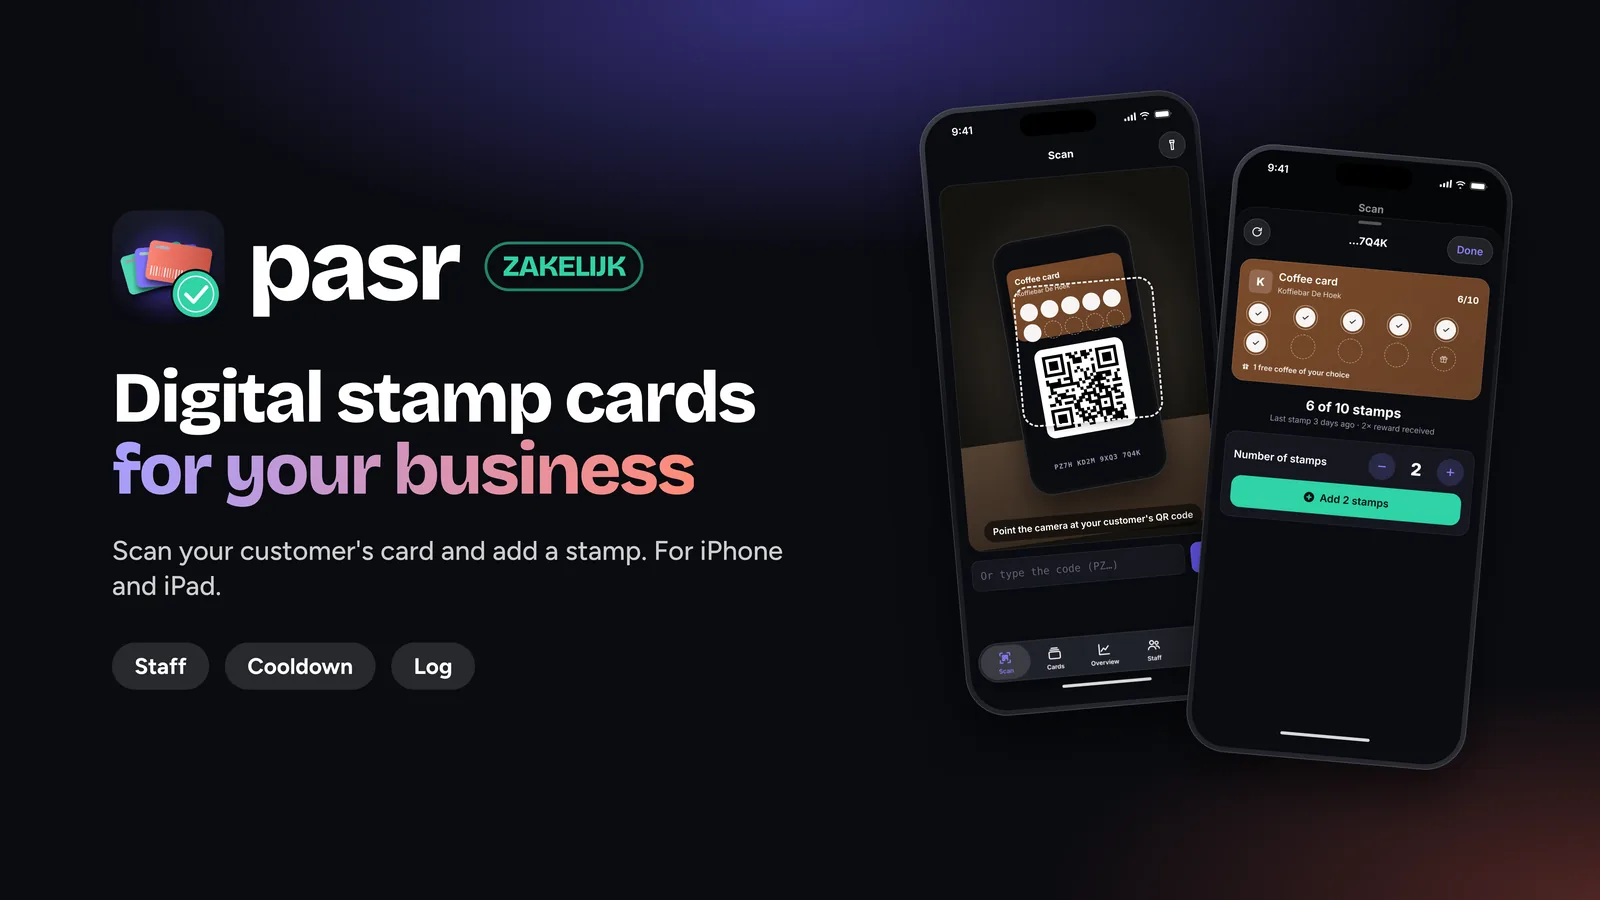 pasr
ZAKELIJK
Digital stamp cards
for your business
Scan your customer's card and add a stamp. For iPhone
and iPad.
Staff
Cooldown
Log
9:41
Scan
Coffee card
Koffiebar De Hoek
PZ7H KD2M 9XQ3 7Q4K
Point the camera at your customer's QR code
Or type the code (PZ…)
Scan
Cards
Overview
Staff
9:41
Scan
…7Q4K
Done
K
Coffee card
Koffiebar De Hoek
6/10
1 free coffee of your choice
6 of 10 stamps
Last stamp 3 days ago · 2× reward received
Number of stamps
− 2 +
Add 2 stamps